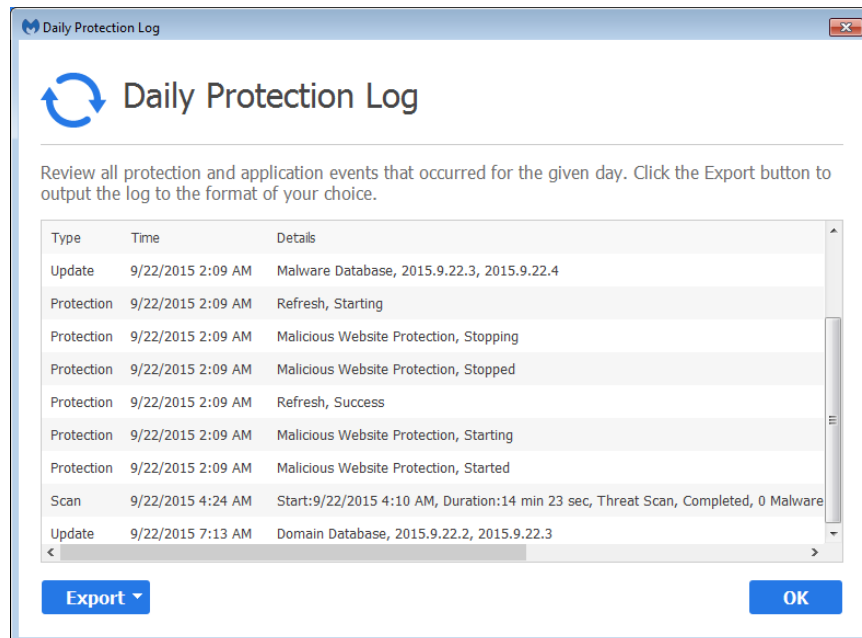 Daily Protection Log
Daily Protection Log
Review all protection and application events that occurred for the given day. Click the Export button to
output the log to the format of your choice.
Type Time Details
Update 9/22/2015 2:09 AM Malware Database, 2015.9.22.3, 2015.9.22.4
Protection 9/22/2015 2:09 AM Refresh, Starting
Protection 9/22/2015 2:09 AM Malicious Website Protection, Stopping
Protection 9/22/2015 2:09 AM Malicious Website Protection, Stopped
Protection 9/22/2015 2:09 AM Refresh, Success
Protection 9/22/2015 2:09 AM Malicious Website Protection, Starting
Protection 9/22/2015 2:09 AM Malicious Website Protection, Started
Scan 9/22/2015 4:24 AM Start:9/22/2015 4:10 AM, Duration:14 min 23 sec, Threat Scan, Completed, 0 Malware
Update 9/22/2015 7:13 AM Domain Database, 2015.9.22.2, 2015.9.22.3
Export OK